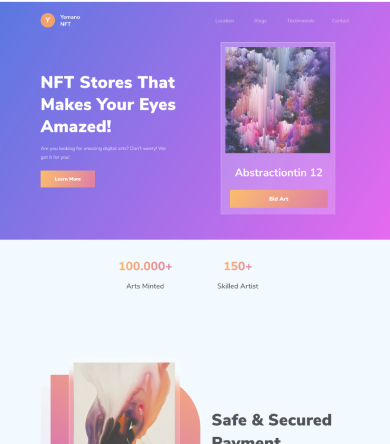 Yomano
NFT
Location
Blogs
Testimonials
Contact
NFT Stores That
Makes Your Eyes
Amazed!
Are you looking for amazing digital arts? Don't worry! We
got it for you!
Learn More
Abstractiontin 12
Bid Art
100.000+
Arts Minted
150+
Skilled Artist
Safe & Secured
Payment